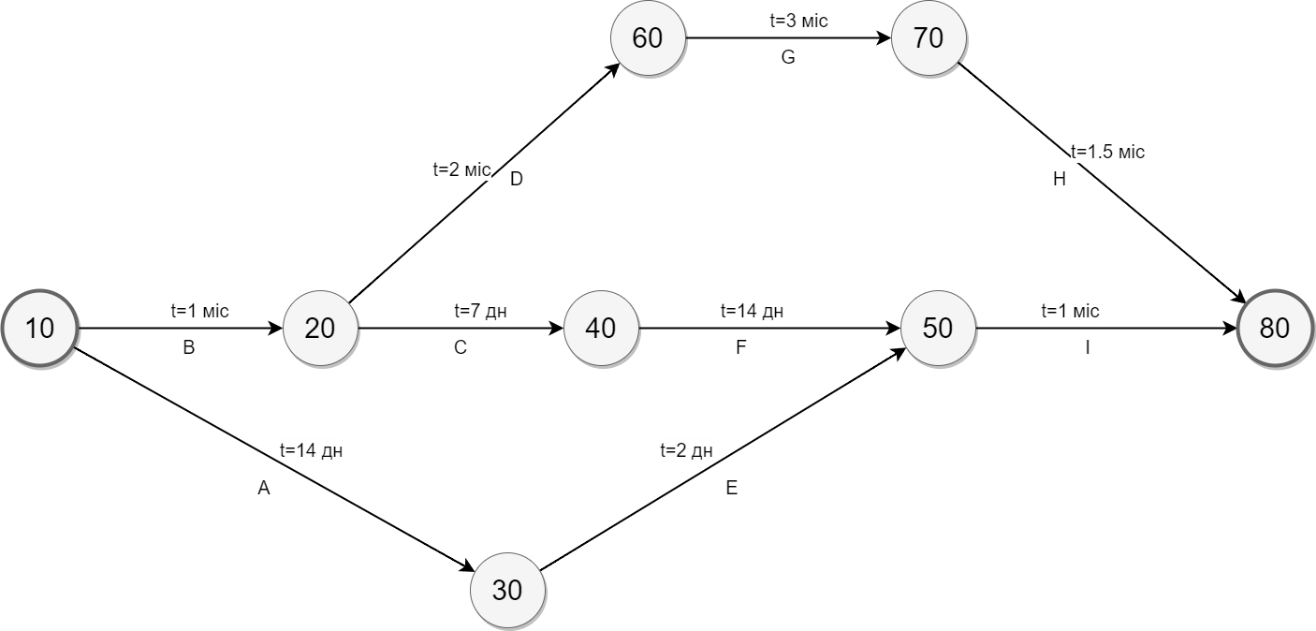 t=3 міс
60
70
G
t=1.5 міс
t=2 міс
D
H
t=1 міс
t=7 дн
t=14 дн
t=1 міс
10
20
40
50
80
B
C
F
I
t=14 дн
t=2 дн
A
E
30